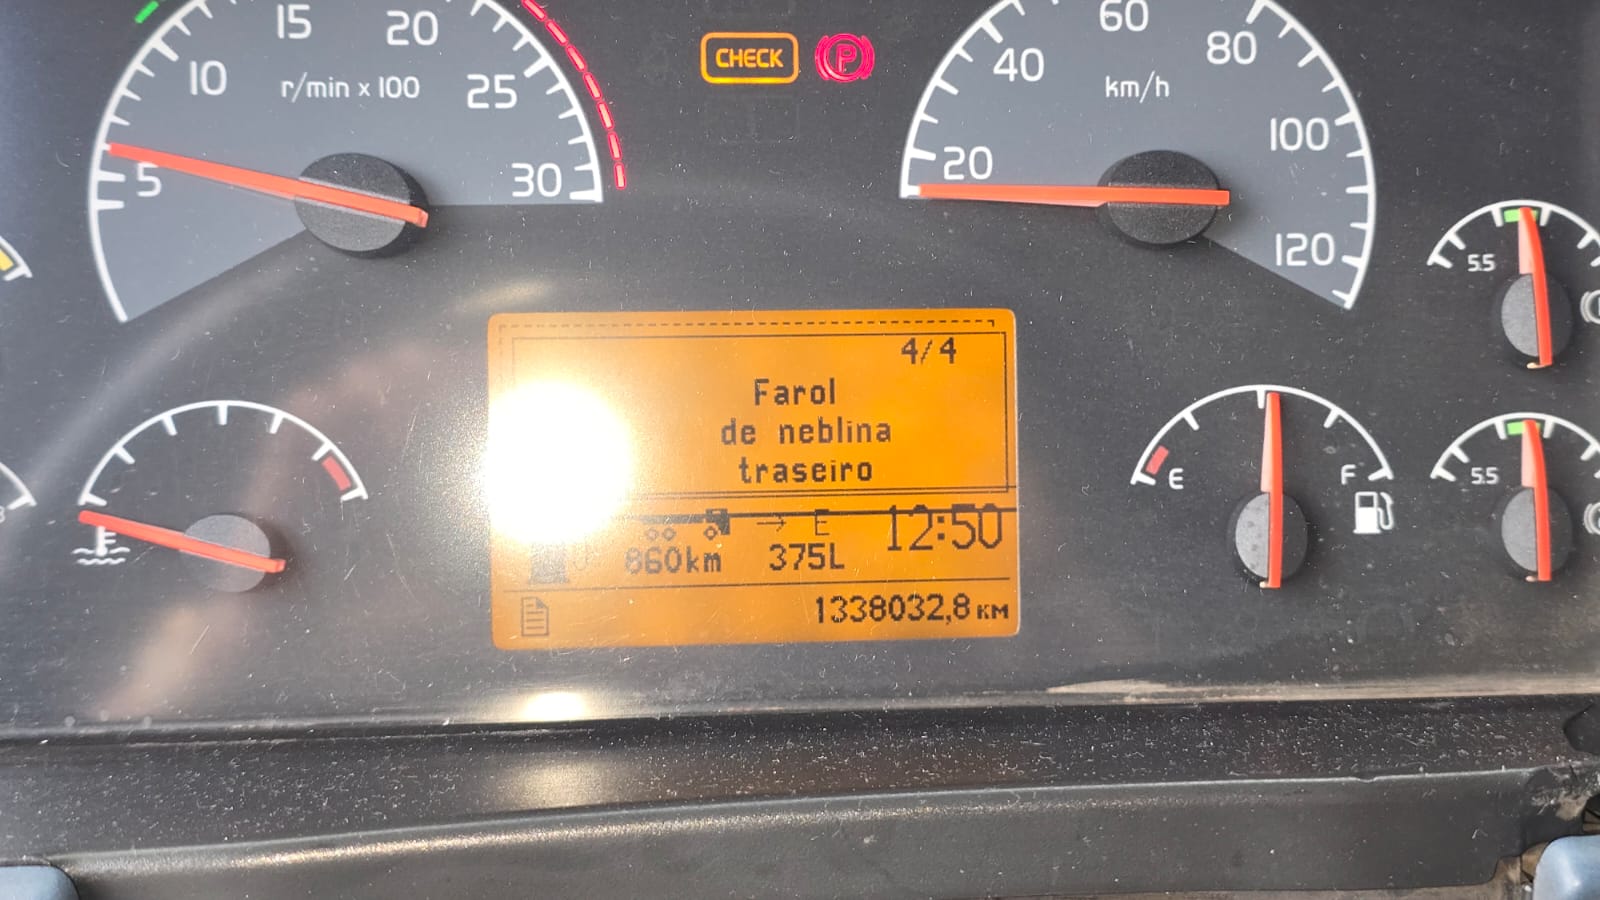 15
20
10
25
r/min x 100
5
30
CHECK
P
60
40
80
km/h
100
20
120
5.5
4/4
Farol
de neblina
traseiro
E
F
5.5
E
12:50
860km
375L
1338032,8 км